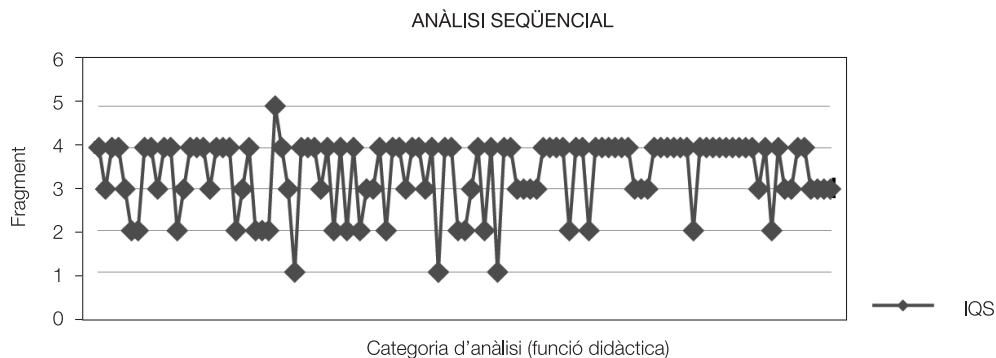 ANÀLISI SEQÜENCIAL
6
5
4
3
2
1
0
Fragment
Categoria d'anàlisi (funció didàctica)
IQS